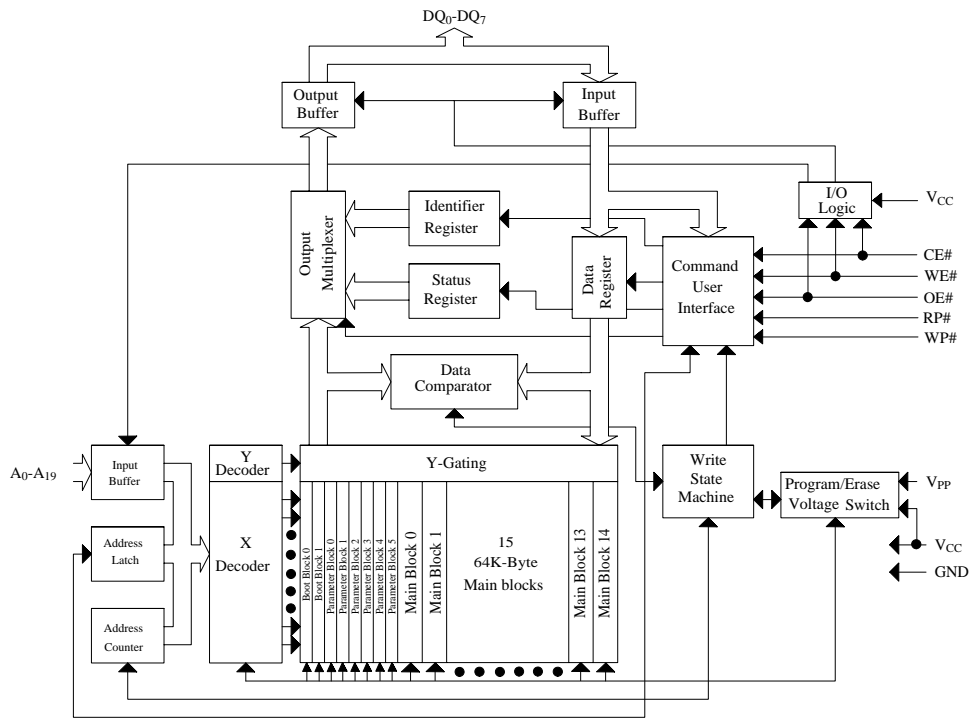 DQ0-DQ7
Output
Buffer
Input
Buffer
I/O
Logic
VCC
Output
Multiplexer
Identifier
Register
Status
Register
Data
Register
Command
User
Interface
CE#
WE#
OE#
RP#
WP#
Data
Comparator
A0-A19
Input
Buffer
Y
Decoder
Y-Gating
Write
State
Machine
Program/Erase
Voltage Switch
VPP
VCC
GND
Address
Latch
X
Decoder
Address
Counter
Boot Block 0
Boot Block 1
Parameter Block 0
Parameter Block 1
Parameter Block 2
Parameter Block 3
Parameter Block 4
Parameter Block 5
Main Block 0
Main Block 1
15
64K-Byte
Main blocks
Main Block 13
Main Block 14